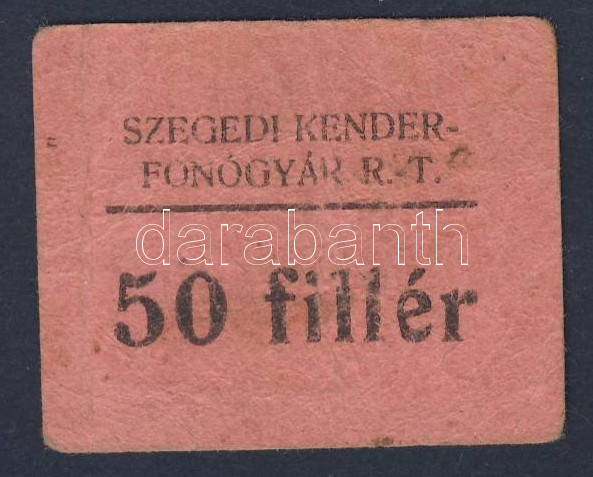 SZEGEDI KENDER-
FONÓGYÁR R. T.
darabanth
50 fillér